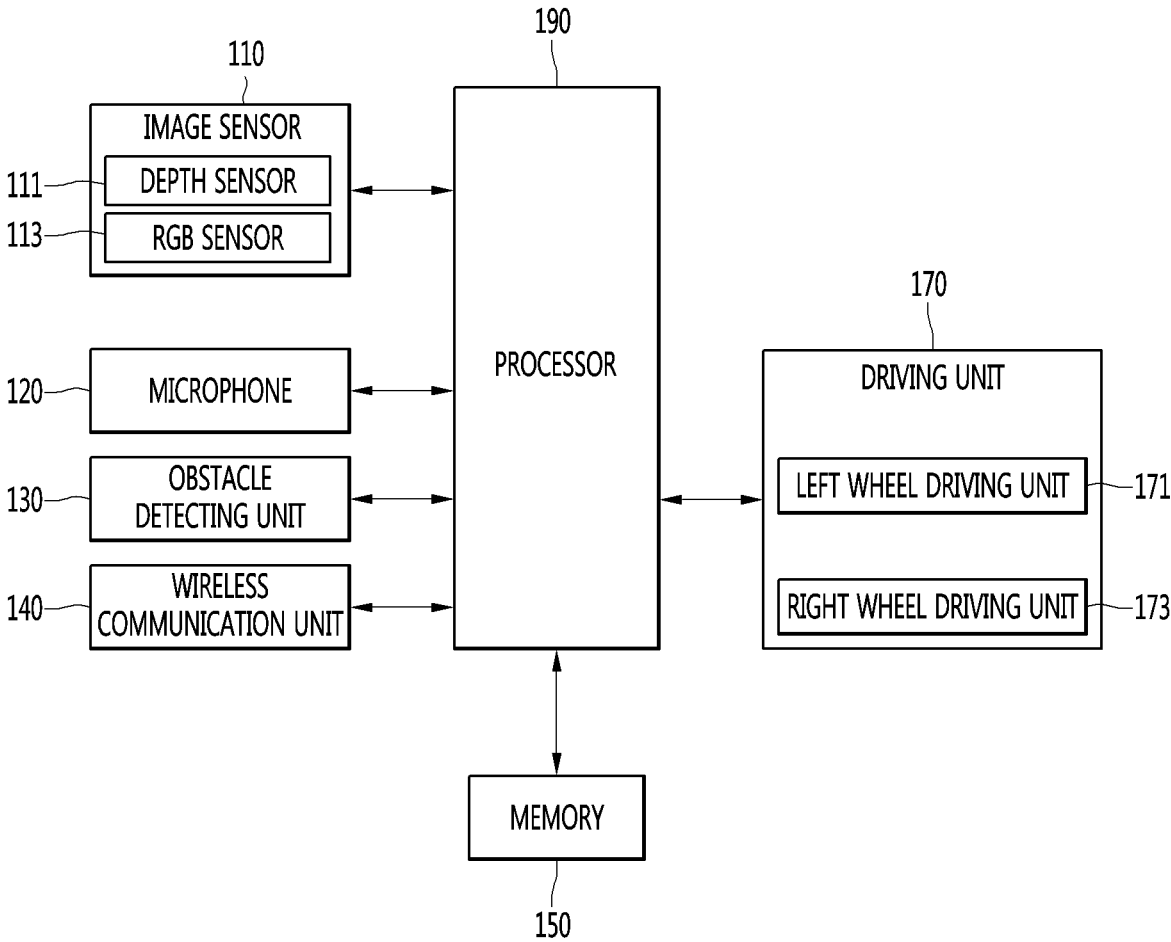 190
110
IMAGE SENSOR
111
DEPTH SENSOR
113
RGB SENSOR
120
MICROPHONE
130
OBSTACLE
DETECTING UNIT
140
WIRELESS
COMMUNICATION UNIT
PROCESSOR
170
DRIVING UNIT
LEFT WHEEL DRIVING UNIT
171
RIGHT WHEEL DRIVING UNIT
173
MEMORY
150